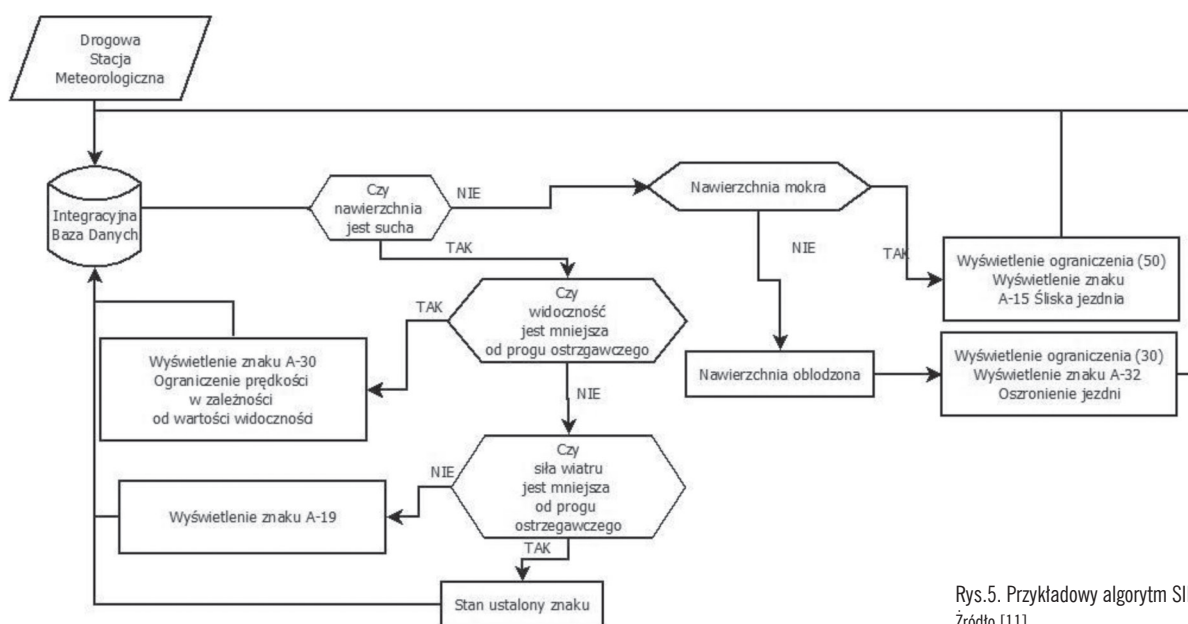 Drogowa
Stacja
Meteorologiczna
Integracyjna
Baza Danych
Czy
nawierzchnia
jest sucha
NIE
TAK
Nawierzchnia mokra
NIE
TAK
Wyświetlenie ograniczenia (50)
Wyświetlenie znaku
A-15 Śliska jezdnia
Nawierzchnia oblodzona
Wyświetlenie ograniczenia (30)
Wyświetlenie znaku A-32
Oszronienie jezdni
Czy
widoczność
jest mniejsza
od progu ostrzgawczego
TAK
NIE
Wyświetlenie znaku A-30
Ograniczenie prędkości
w zależności
od wartości widoczności
Czy
siła wiatru
jest mniejsza
od progu
ostrzegawczego
NIE
TAK
Wyświetlenie znaku A-19
Stan ustalony znaku
Rys.5. Przykładowy algorytm
Źródło [11]